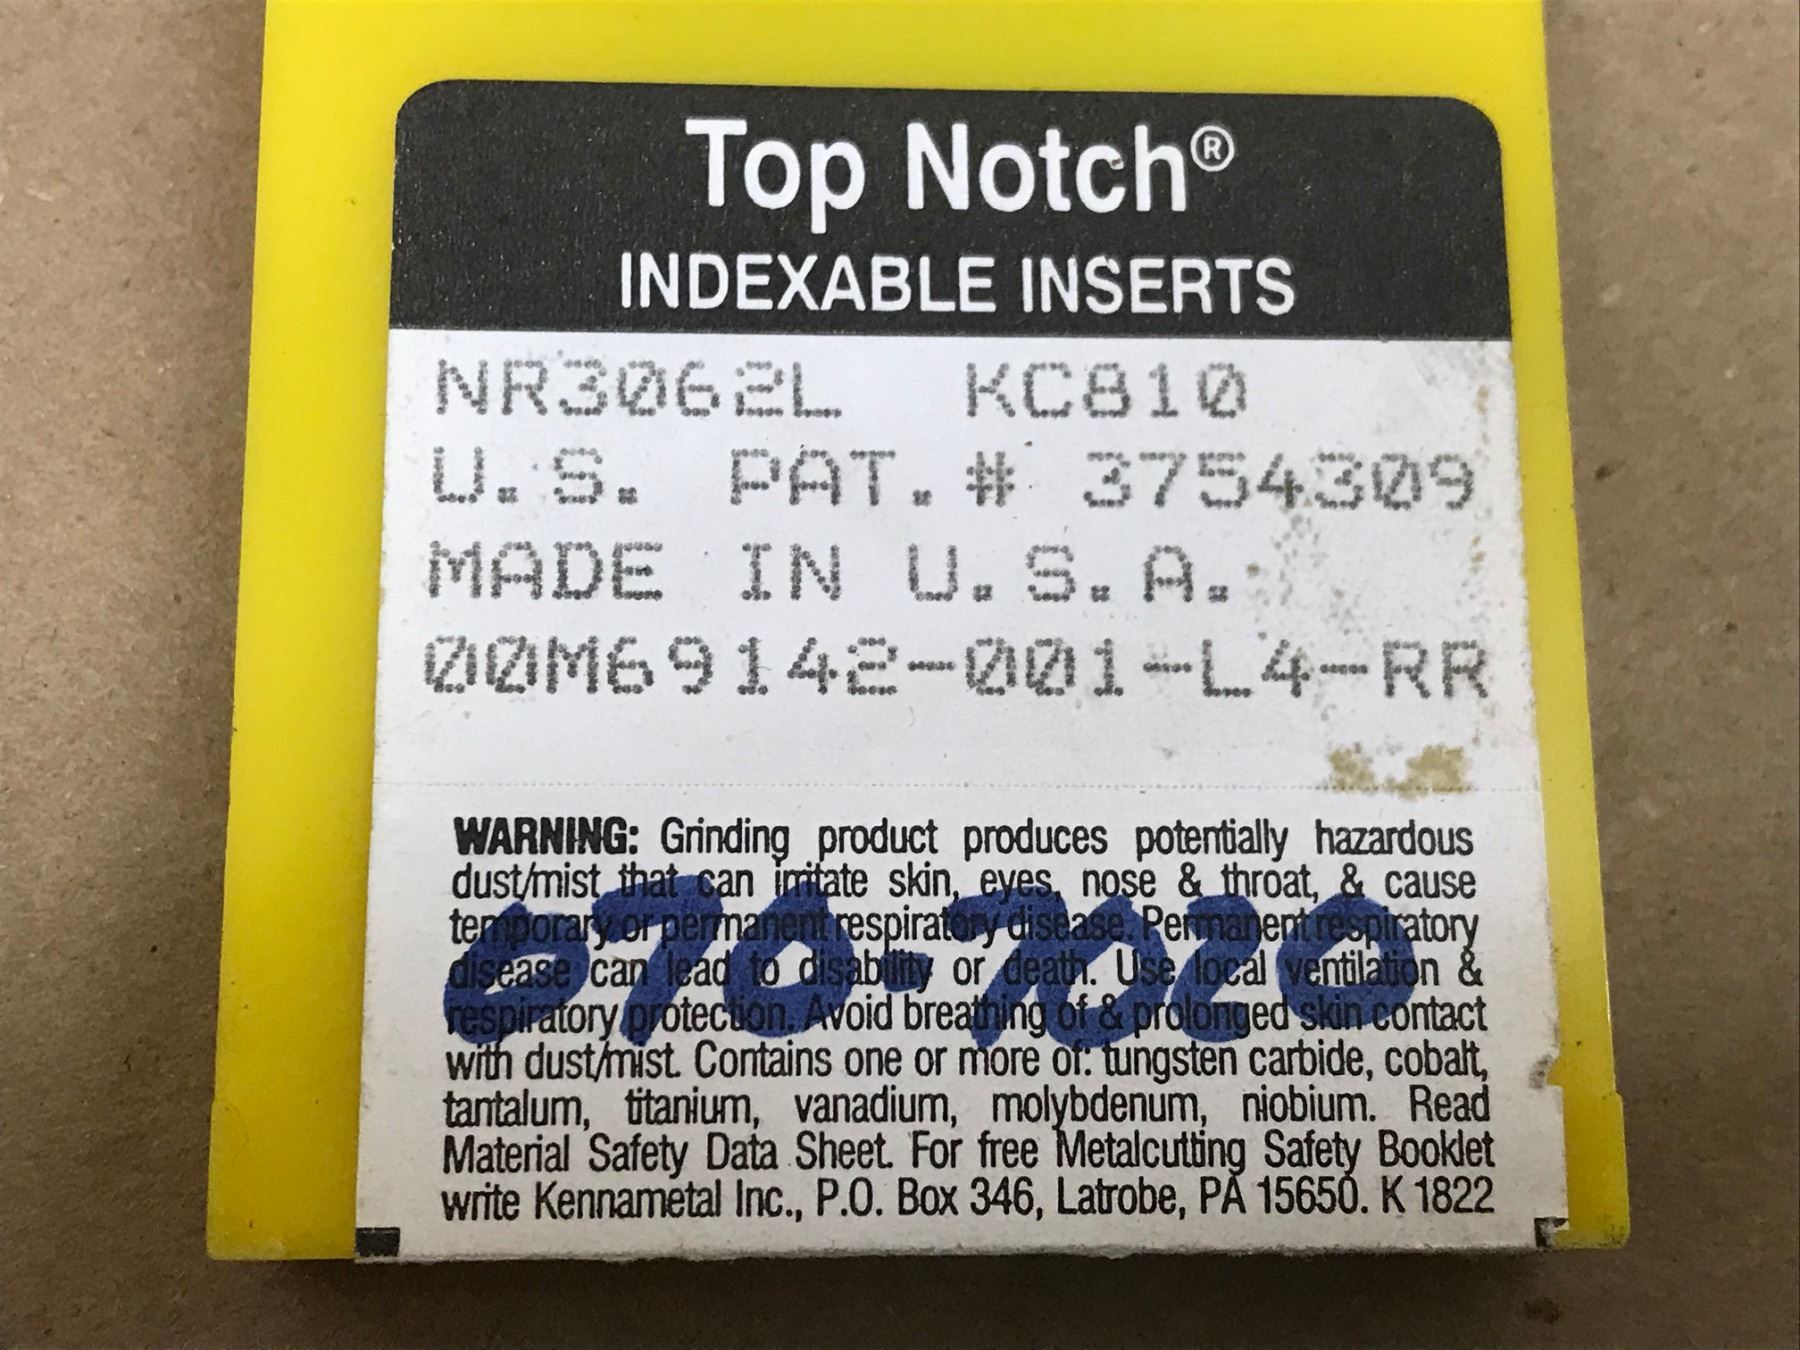 Top Notch®
INDEXABLE INSERTS
NR3062L KC810
U.S. PAT.# 3754309
MADE IN U.S.A.
00M69142-001-L4-RR
WARNING: Grinding product produces potentially hazardous
dust/mist that can irritate skin, eyes, nose & throat, & cause
temporary or permanent respiratory disease. Permanent respiratory
disease can lead to disability or death. Use local ventilation &
respiratory protection. Avoid breathing of & prolonged skin contact
with dust/mist. Contains one or more of: tungsten carbide, cobalt,
tantalum, titanium, vanadium, molybdenum, niobium. Read
Material Safety Data Sheet. For free Metalcutting Safety Booklet
write Kennametal Inc., P.O. Box 346, Latrobe, PA 15650. K 1822
070-7020